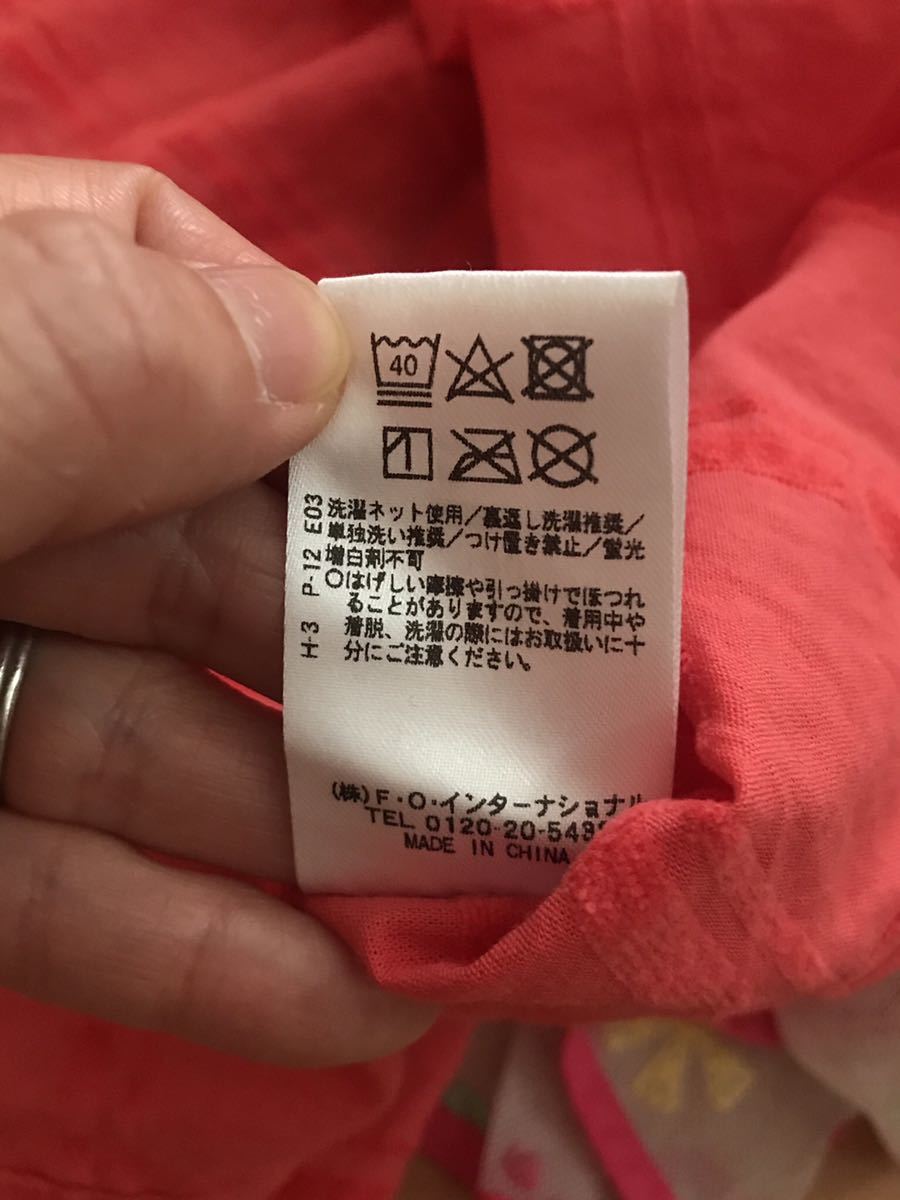 40
洗濯ネット使用/裏返し洗濯推奨/
単独洗い推奨/つけ置き禁止/蛍光
増白剤不可
○はげしい摩擦や引っ掛けでほつれ
ることがありますので、着用中や
着脱、洗濯の際にはお取扱いに十
分にご注意ください。
H-3 P-12 E03
(株)F・O・インターナショナル
TEL 0120-20-543
MADE IN CHINA